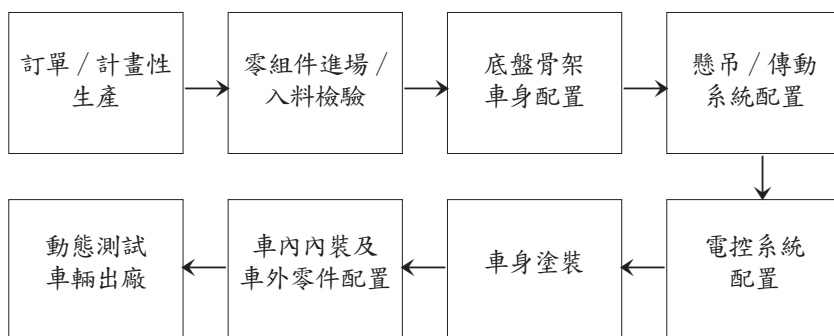 訂單/計畫性
生產
零組件進場/
入料檢驗
底盤骨架
車身配置
懸吊/傳動
系統配置
電控系統
配置
車身塗裝
車內內裝及
車外零件配置
動態測試
車輛出廠